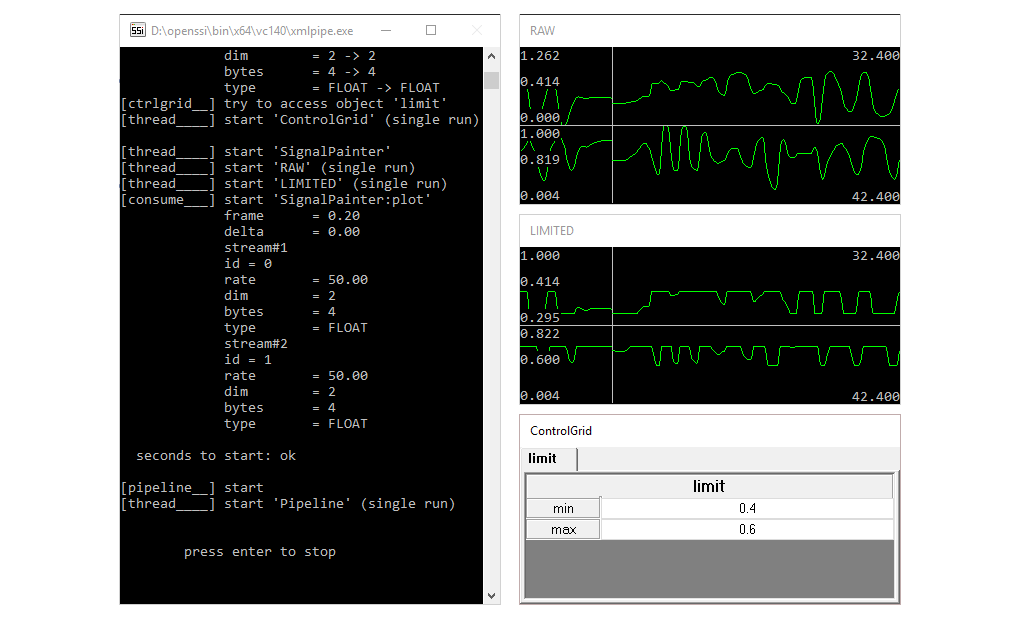 SSI D:\openssi\bin\x64\vc140\xmlpipe.exe
dim = 2 -> 2
bytes = 4 -> 4
type = FLOAT -> FLOAT
[ctrlgrid__] try to access object 'limit'
[thread____] start 'ControlGrid' (single run)
[thread____] start 'SignalPainter'
[thread____] start 'RAW' (single run)
[thread____] start 'LIMITED' (single run)
[consume___] start 'SignalPainter:plot'
frame = 0.20
delta = 0.00
stream#1
id = 0
rate = 50.00
dim = 2
bytes = 4
type = FLOAT
stream#2
id = 1
rate = 50.00
dim = 2
bytes = 4
type = FLOAT
seconds to start: ok
[pipeline__] start
[thread____] start 'Pipeline' (single run)
press enter to stop
RAW
1.262 32.400
0.414
0.000
1.000
0.819
0.004 42.400
LIMITED
1.000 32.400
0.414
0.295
0.822
0.600
0.004 42.400
ControlGrid
limit
limit
min 0.4
max 0.6